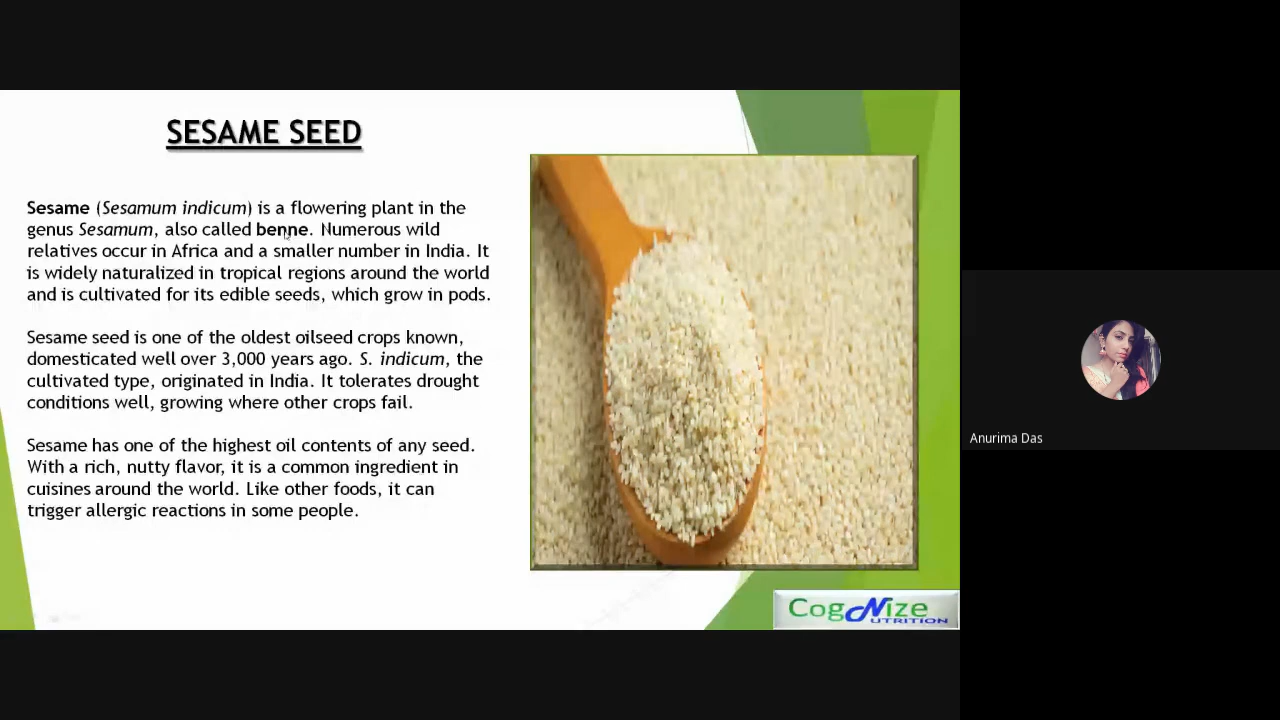 SESAME SEED
Sesame (Sesamum indicum) is a flowering plant in the
genus Sesamum, also called benne. Numerous wild
relatives occur in Africa and a smaller number in India. It
is widely naturalized in tropical regions around the world
and is cultivated for its edible seeds, which grow in pods.
Sesame seed is one of the oldest oilseed crops known,
domesticated well over 3,000 years ago. S. indicum, the
cultivated type, originated in India. It tolerates drought
conditions well, growing where other crops fail.
Sesame has one of the highest oil contents of any seed.
With a rich, nutty flavor, it is a common ingredient in
cuisines around the world. Like other foods, it can
trigger allergic reactions in some people.
CogNize
UTRITION
Anurima Das